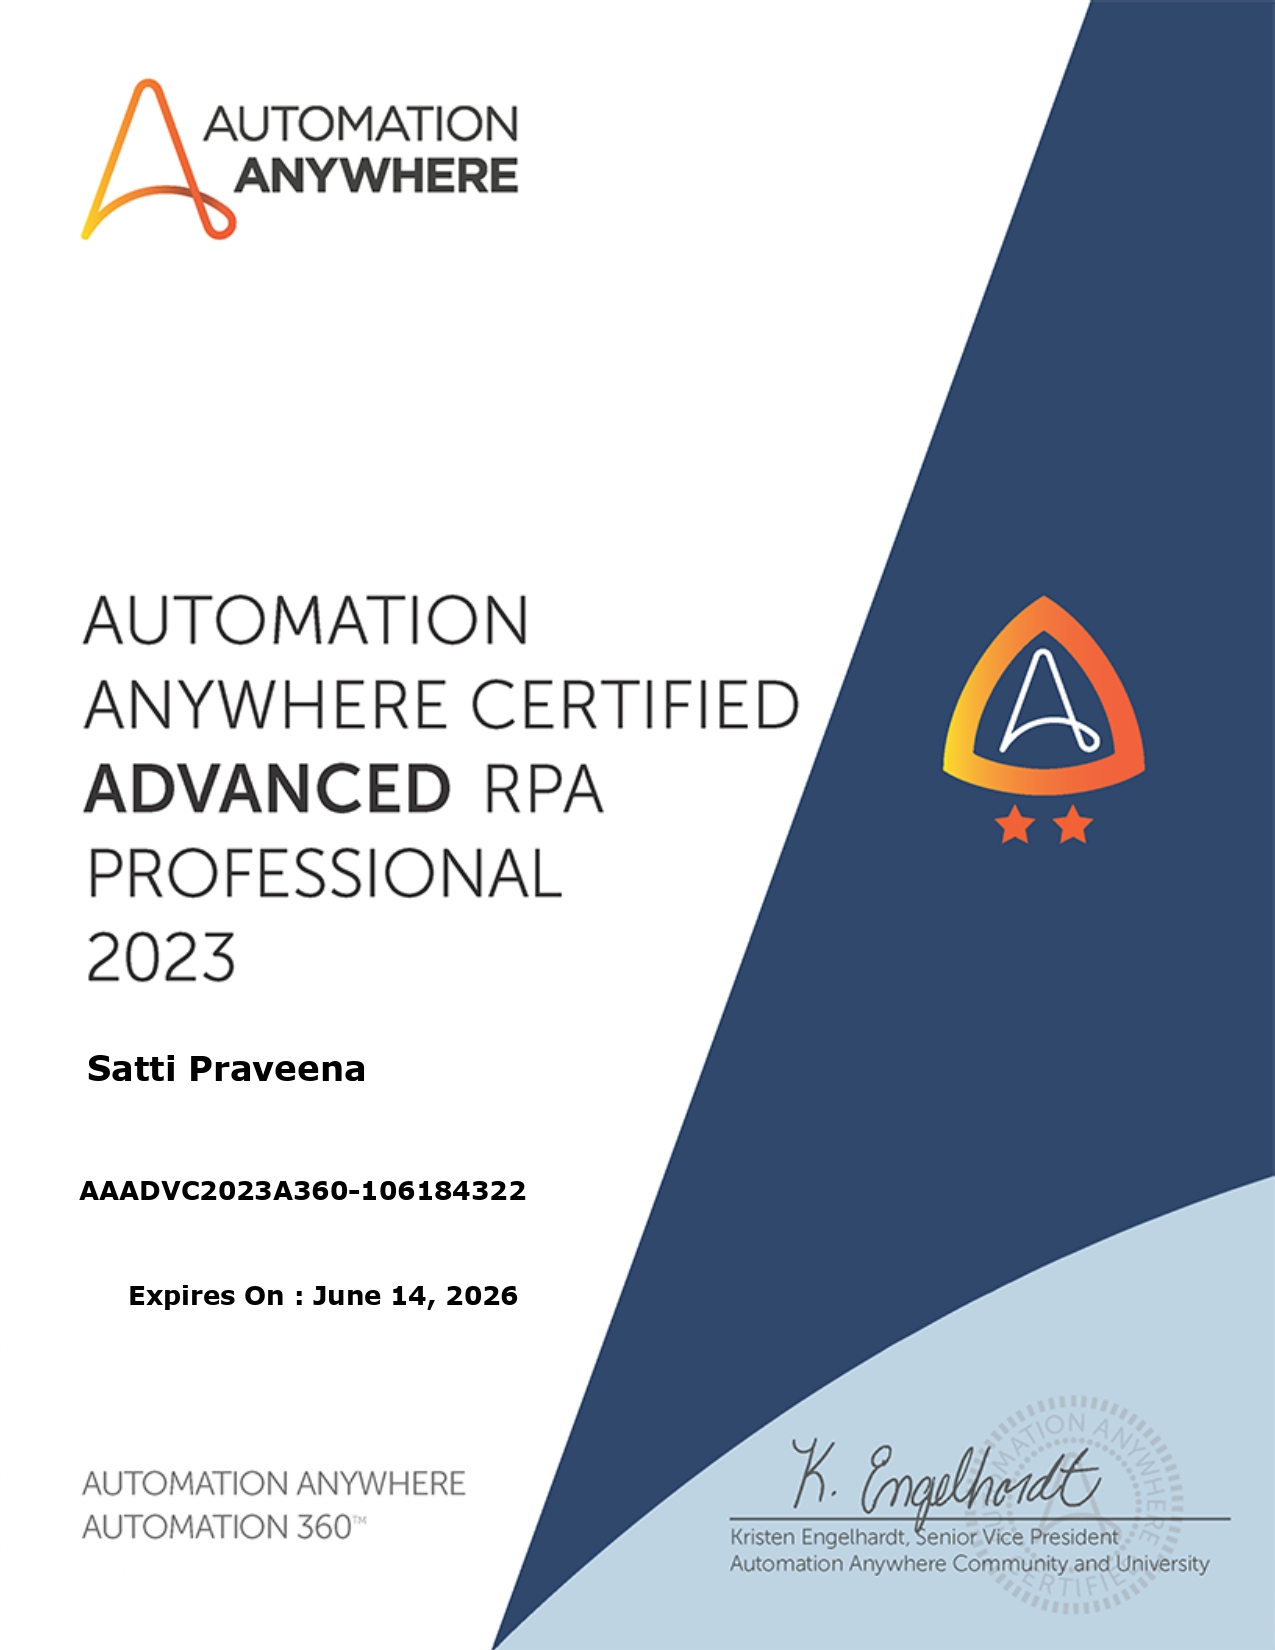 AUTOMATION
ANYWHERE
AUTOMATION
ANYWHERE CERTIFIED
ADVANCED RPA
PROFESSIONAL
2023
Satti Praveena
AAADVC2023A360-106184322
Expires On : June 14, 2026
AUTOMATION ANYWHERE
AUTOMATION 360™
K. Engelhardt
Kristen Engelhardt, Senior Vice President
Automation Anywhere Community and University
AUTOMATION ANYWHERE
CERTIFIED